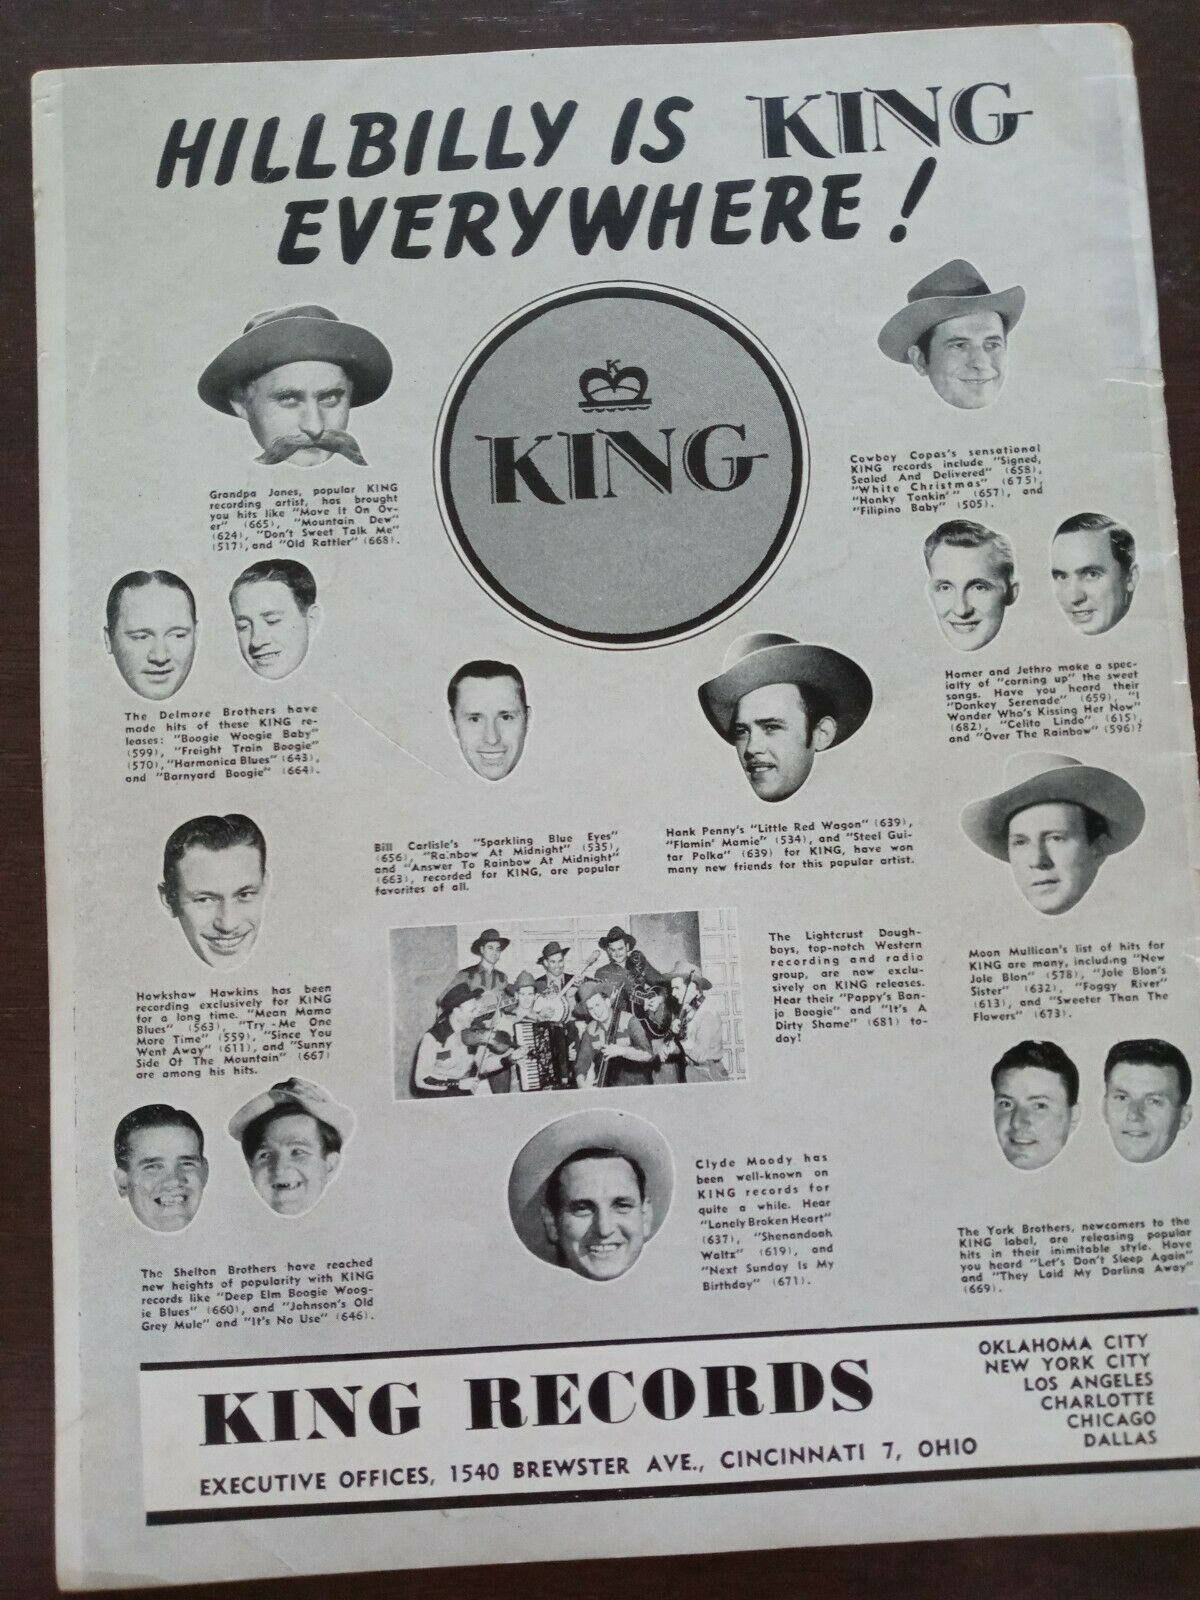 HILLBILLY IS KING
EVERYWHERE!
K
KING
Grandpa Jones, popular KING
recording artist, has brought
you hits like "Move It On Ov-
er" (665), "Mountain Dew"
(624), "Don't Sweet Talk Me"
(517), and "Old Rattler" (668).
Cowboy Copas's sensational
KING records include "Signed,
Sealed And Delivered" (658),
"White Christmas" (675),
"Honky Tonkin'" (657), and
"Filipino Baby" (505).
The Delmore Brothers have
made hits of these KING re-
leases: "Boogie Woogie Baby"
(599), "Freight Train Boogie"
(570), "Harmonica Blues" (643),
and "Barnyard Boogie" (664).
Homer and Jethro make a spec-
ialty of "corning up" the sweet
songs. Have you heard their
"Donkey Serenade" (659), "I
Wonder Who's Kissing Her Now"
(682), "Celito Lindo" (615),
and "Over The Rainbow" (596)?
Bill Carlisle's "Sparkling Blue Eyes"
(656), "Rainbow At Midnight" (535),
and "Answer To Rainbow At Midnight"
(663), recorded for KING, are popular
favorites of all.
Hank Penny's "Little Red Wagon" (639),
"Flamin' Mamie" (534), and "Steel Gui-
tar Polka" (639) for KING, have won
many new friends for this popular artist.
Hawkshaw Hawkins has been
recording exclusively for KING
for a long time. "Mean Mama
Blues" (563), "Try Me One
More Time" (559), "Since You
Went Away" (611), and "Sunny
Side Of The Mountain" (667)
are among his hits.
The Lightcrust Dough-
boys, top-notch Western
recording and radio
group, are now exclu-
sively on KING releases.
Hear their "Pappy's Ban-
jo Boogie" and "It's A
Dirty Shame" (681) to-
day!
Moon Mullican's list of hits for
KING are many, including "New
Jole Blon" (578), "Jole Blon's
Sister" (632), "Foggy River"
(613), and "Sweeter Than The
Flowers" (673).
The Shelton Brothers have reached
new heights of popularity with KING
records like "Deep Elm Boogie Woog-
ie Blues" (660), and "Johnson's Old
Grey Mule" and "It's No Use" (646).
Clyde Moody has
been well-known on
KING records for
quite a while. Hear
"Lonely Broken Heart"
(637), "Shenandoah
Waltz" (619), and
"Next Sunday Is My
Birthday" (671).
The York Brothers, newcomers to the
KING label, are releasing popular
hits in their inimitable style. Have
you heard "Let's Don't Sleep Again"
and "They Laid My Darling Away"
(669).
KING RECORDS
EXECUTIVE OFFICES, 1540 BREWSTER AVE., CINCINNATI 7, OHIO
OKLAHOMA CITY
NEW YORK CITY
LOS ANGELES
CHARLOTTE
CHICAGO
DALLAS